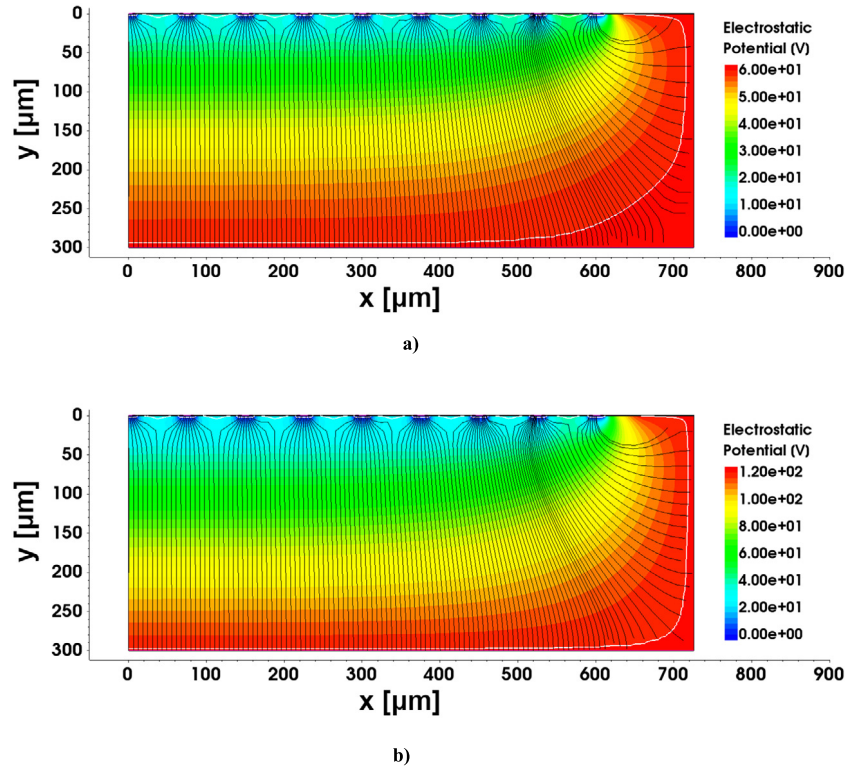 0
50
100
150
200
250
300
y [µm]
0 100 200 300 400 500 600 700 800 900
x [µm]
Electrostatic
Potential (V)
6.00e+01
5.00e+01
4.00e+01
3.00e+01
2.00e+01
1.00e+01
0.00e+00
a)
0
50
100
150
200
250
300
y [µm]
0 100 200 300 400 500 600 700 800 900
x [µm]
Electrostatic
Potential (V)
1.20e+02
1.00e+02
8.00e+01
6.00e+01
4.00e+01
2.00e+01
0.00e+00
b)